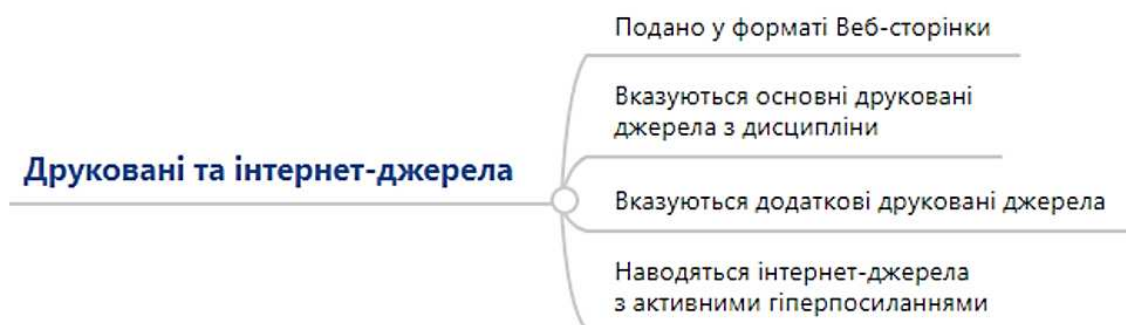 Подано у форматі Веб-сторінки
Вказуються основні друковані
джерела з дисципліни
Друковані та інтернет-джерела
Вказуються додаткові друковані джерела
Наводяться інтернет-джерела
з активними гіперпосиланнями